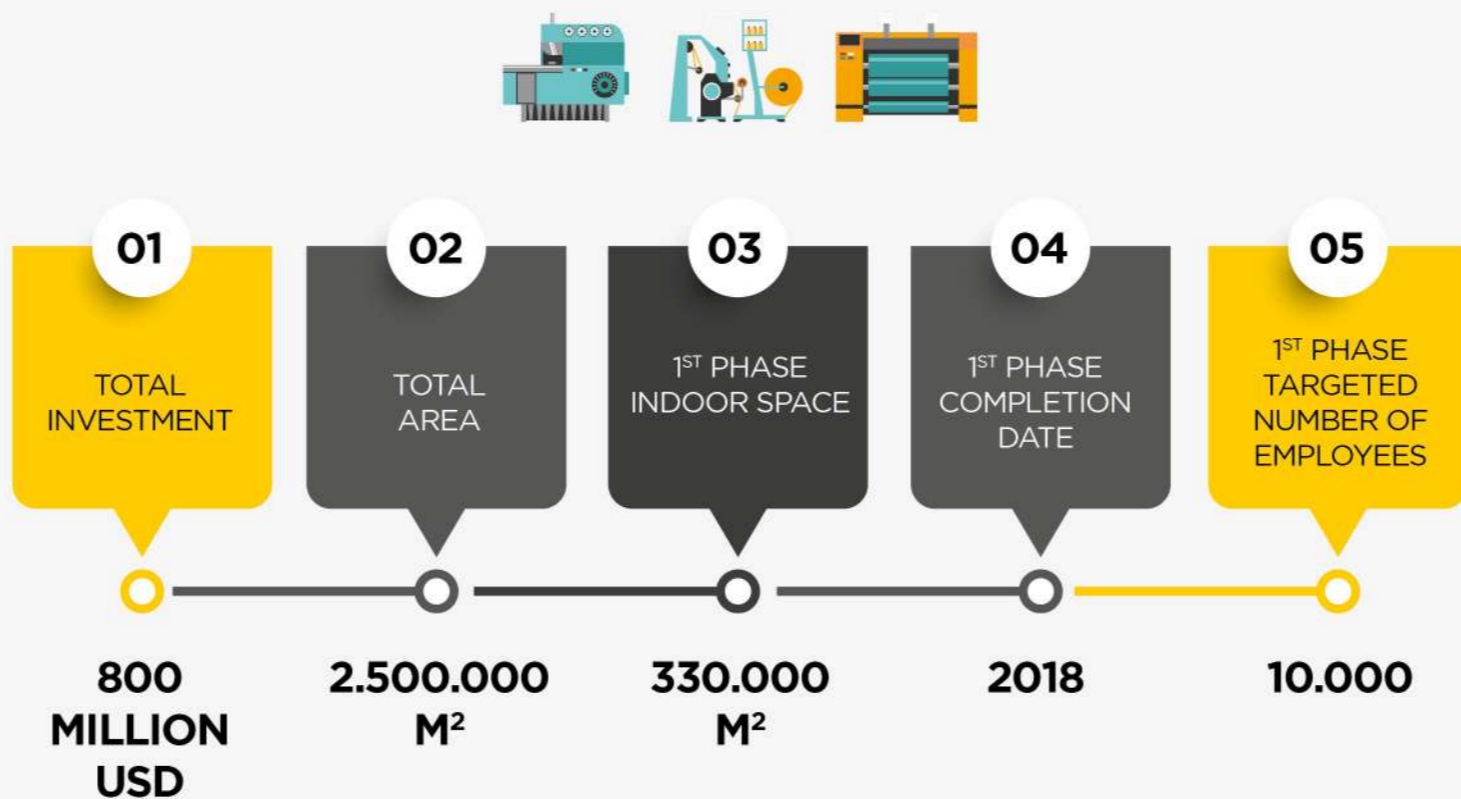 01
TOTAL
INVESTMENT
800
MILLION
USD
02
TOTAL
AREA
2.500.000
M²
03
1ST PHASE
INDOOR SPACE
330.000
M²
04
1ST PHASE
COMPLETION
DATE
2018
05
1ST PHASE
TARGETED
NUMBER OF
EMPLOYEES
10.000